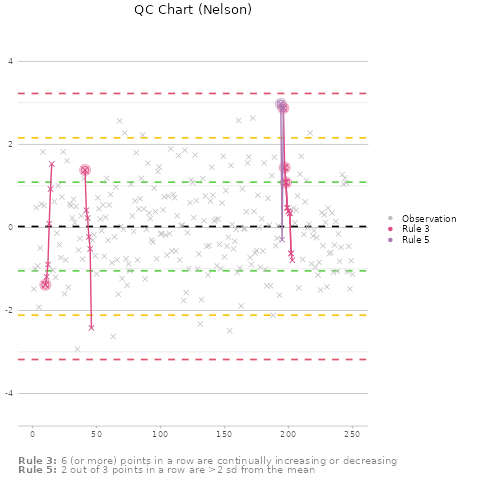 QC Chart (Nelson)
4
2
0
-2
-4
0
50
100
150
200
250
Observation
Rule 3
Rule 5
Rule 3: 6 (or more) points in a row are continually increasing or decreasing
Rule 5: 2 out of 3 points in a row are >2 sd from the mean